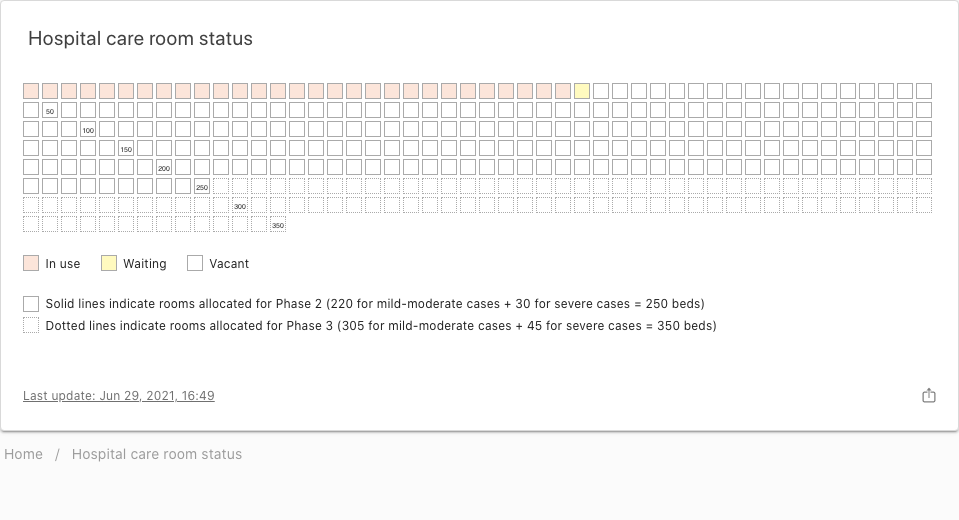 Hospital care room status
50
100
150
200
250
300
350
In use
Waiting
Vacant
Solid lines indicate rooms allocated for Phase 2 (220 for mild-moderate cases + 30 for severe cases = 250 beds)
Dotted lines indicate rooms allocated for Phase 3 (305 for mild-moderate cases + 45 for severe cases = 350 beds)
Last update: Jun 29, 2021, 16:49
Home / Hospital care room status